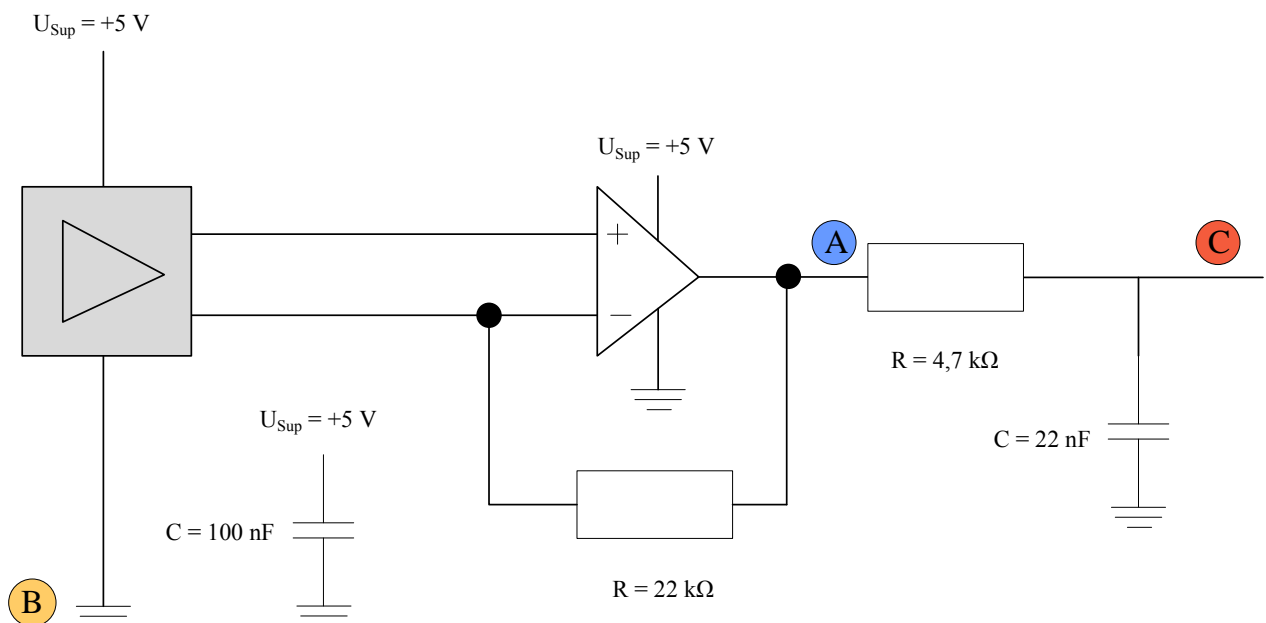 U_Sup = +5 V
U_Sup = +5 V
+
A
C
−
R = 4,7 kΩ
U_Sup = +5 V
C = 22 nF
C = 100 nF
R = 22 kΩ
B